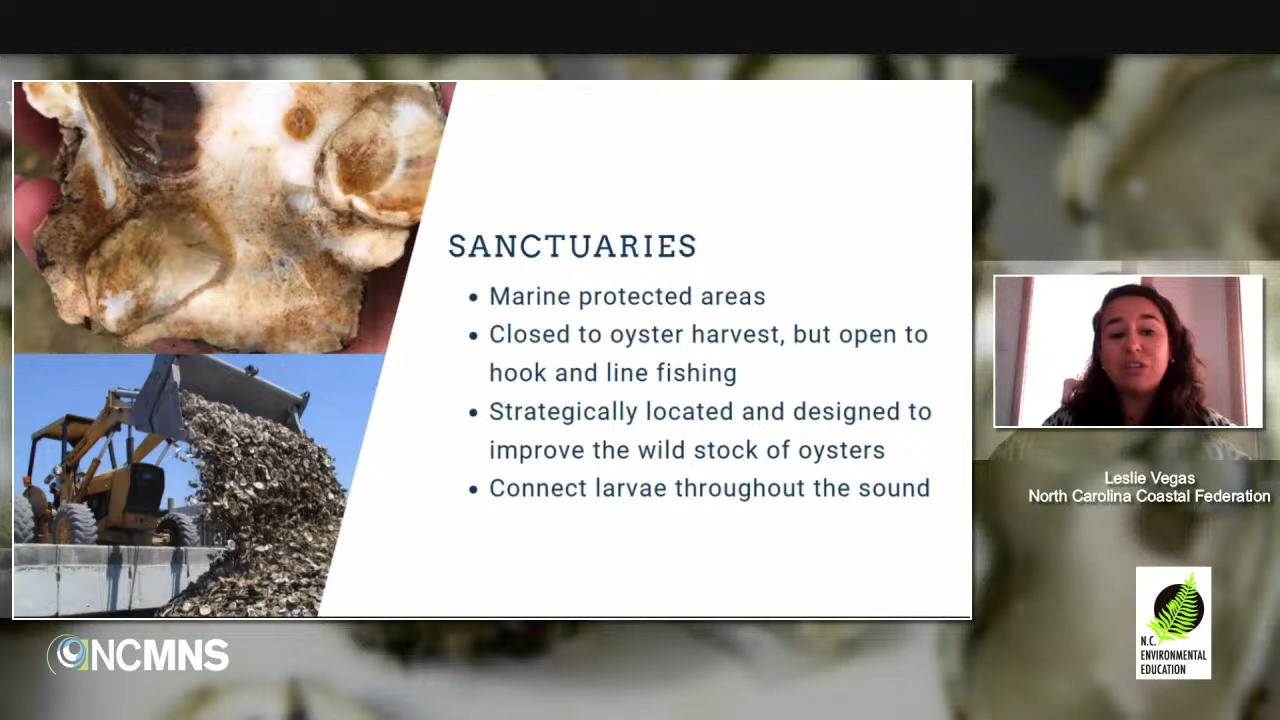 SANCTUARIES
• Marine protected areas
• Closed to oyster harvest, but open to
hook and line fishing
• Strategically located and designed to
improve the wild stock of oysters
• Connect larvae throughout the sound
Leslie Vegas
North Carolina Coastal Federation
N.C.
ENVIRONMENTAL
EDUCATION
NCMNS